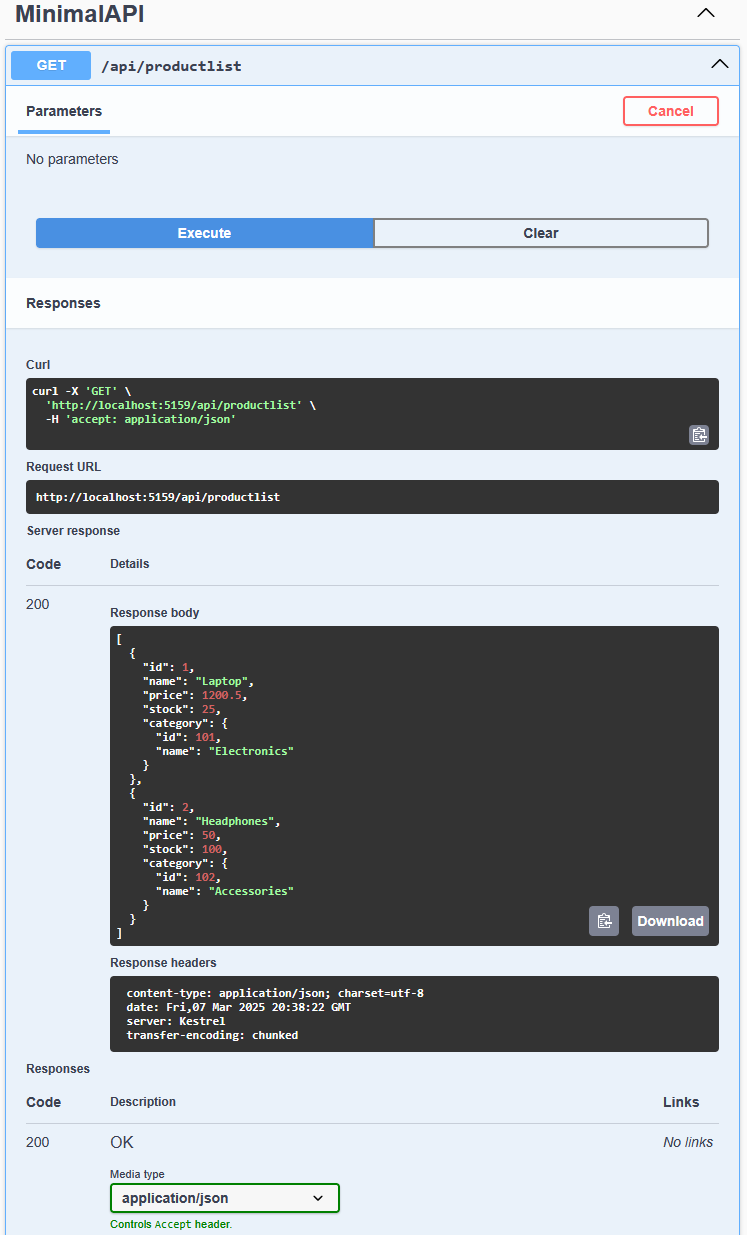 MinimalAPI
GET /api/productlist
Parameters
Cancel
No parameters
Execute
Clear
Responses
Curl
curl -X 'GET' \
  'http://localhost:5159/api/productlist' \
  -H 'accept: application/json'
Request URL
http://localhost:5159/api/productlist
Server response
Code Details
200
Response body
[
  {
    "id": 1,
    "name": "Laptop",
    "price": 1200.5,
    "stock": 25,
    "category": {
      "id": 101,
      "name": "Electronics"
    }
  },
  {
    "id": 2,
    "name": "Headphones",
    "price": 50,
    "stock": 100,
    "category": {
      "id": 102,
      "name": "Accessories"
    }
  }
]
Download
Response headers
content-type: application/json; charset=utf-8
date: Fri,07 Mar 2025 20:38:22 GMT
server: Kestrel
transfer-encoding: chunked
Responses
Code Description Links
200 OK No links
Media type
application/json
Controls Accept header.